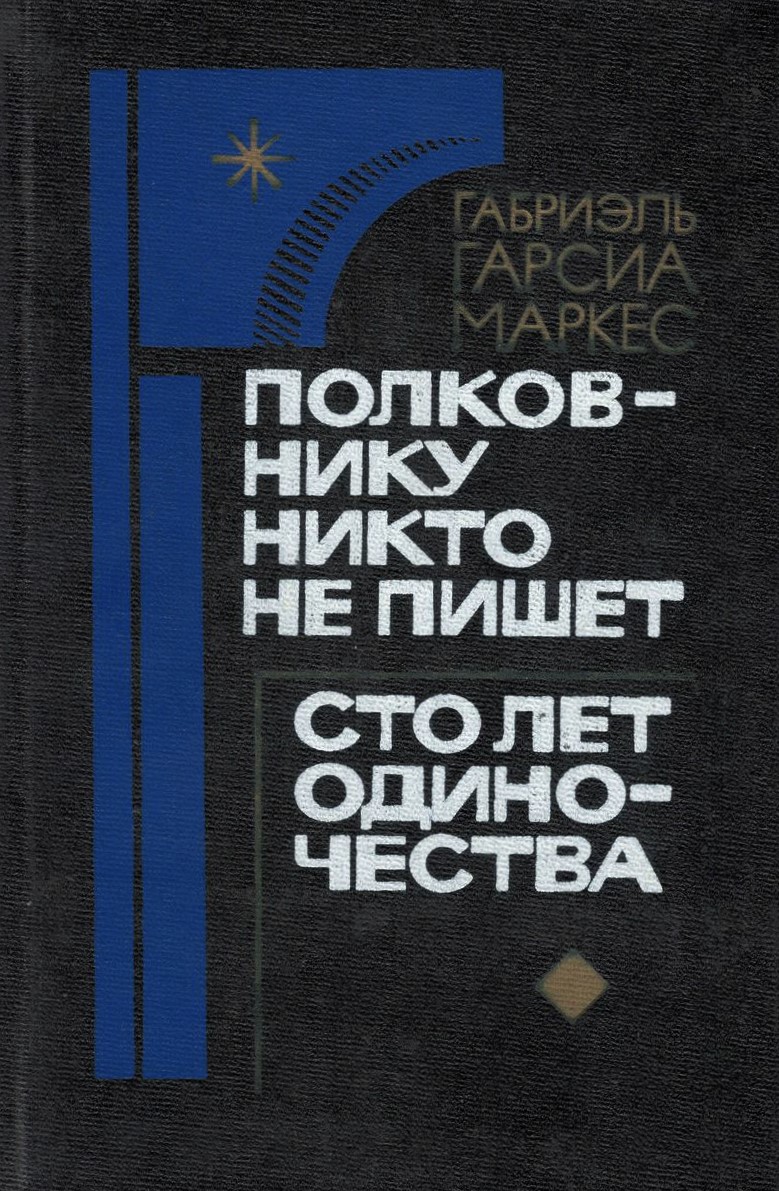 ГАБРИЭЛЬ
ГАРСИА
МАРКЕС
ПОЛКОВ-
НИКУ
НИКТО
НЕ ПИШЕТ
СТО ЛЕТ
ОДИНО-
ЧЕСТВА